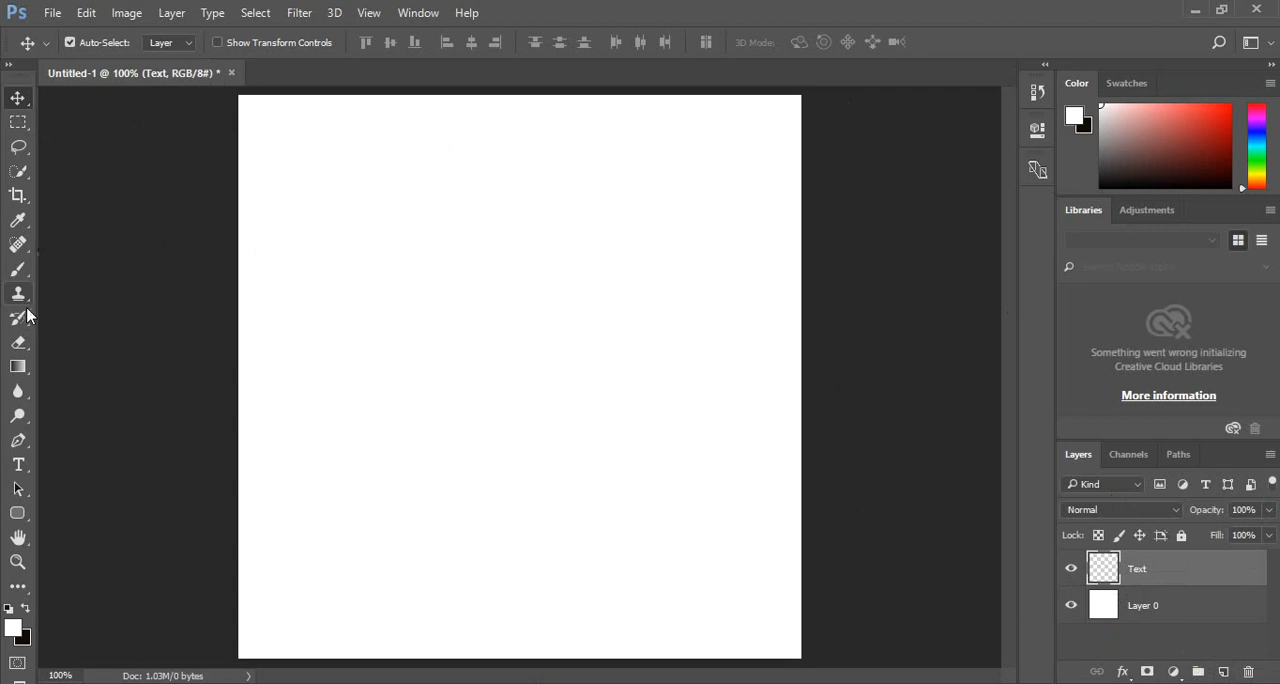 Ps File Edit Image Layer Type Select Filter 3D View Window Help
Auto-Select: Layer Show Transform Controls 3D Mode:
Untitled-1 @ 100% (Text, RGB/8#) * ×
Color Swatches
Libraries Adjustments
Something went wrong initializing
Creative Cloud Libraries
More information
Layers Channels Paths
Kind
Normal Opacity: 100%
Lock: Fill: 100%
Text
Layer 0
100% Doc: 1.03M/0 bytes